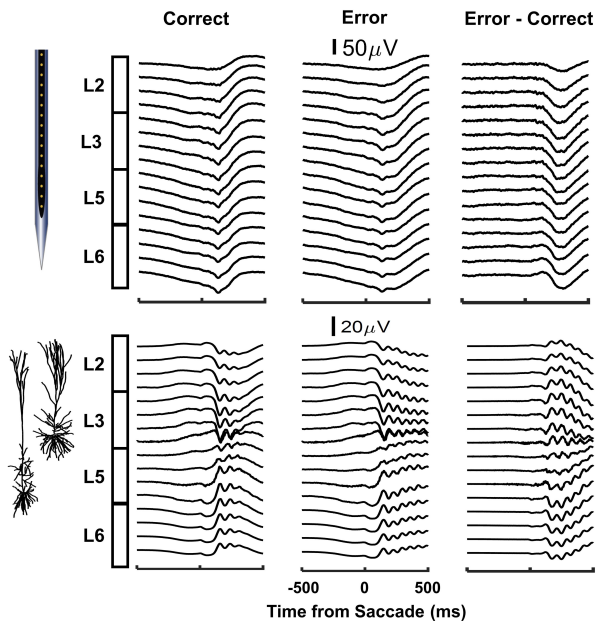 Correct
Error
Error - Correct
50μV
L2
L3
L5
L6
20μV
L2
L3
L5
L6
-500 0 500
Time from Saccade (ms)